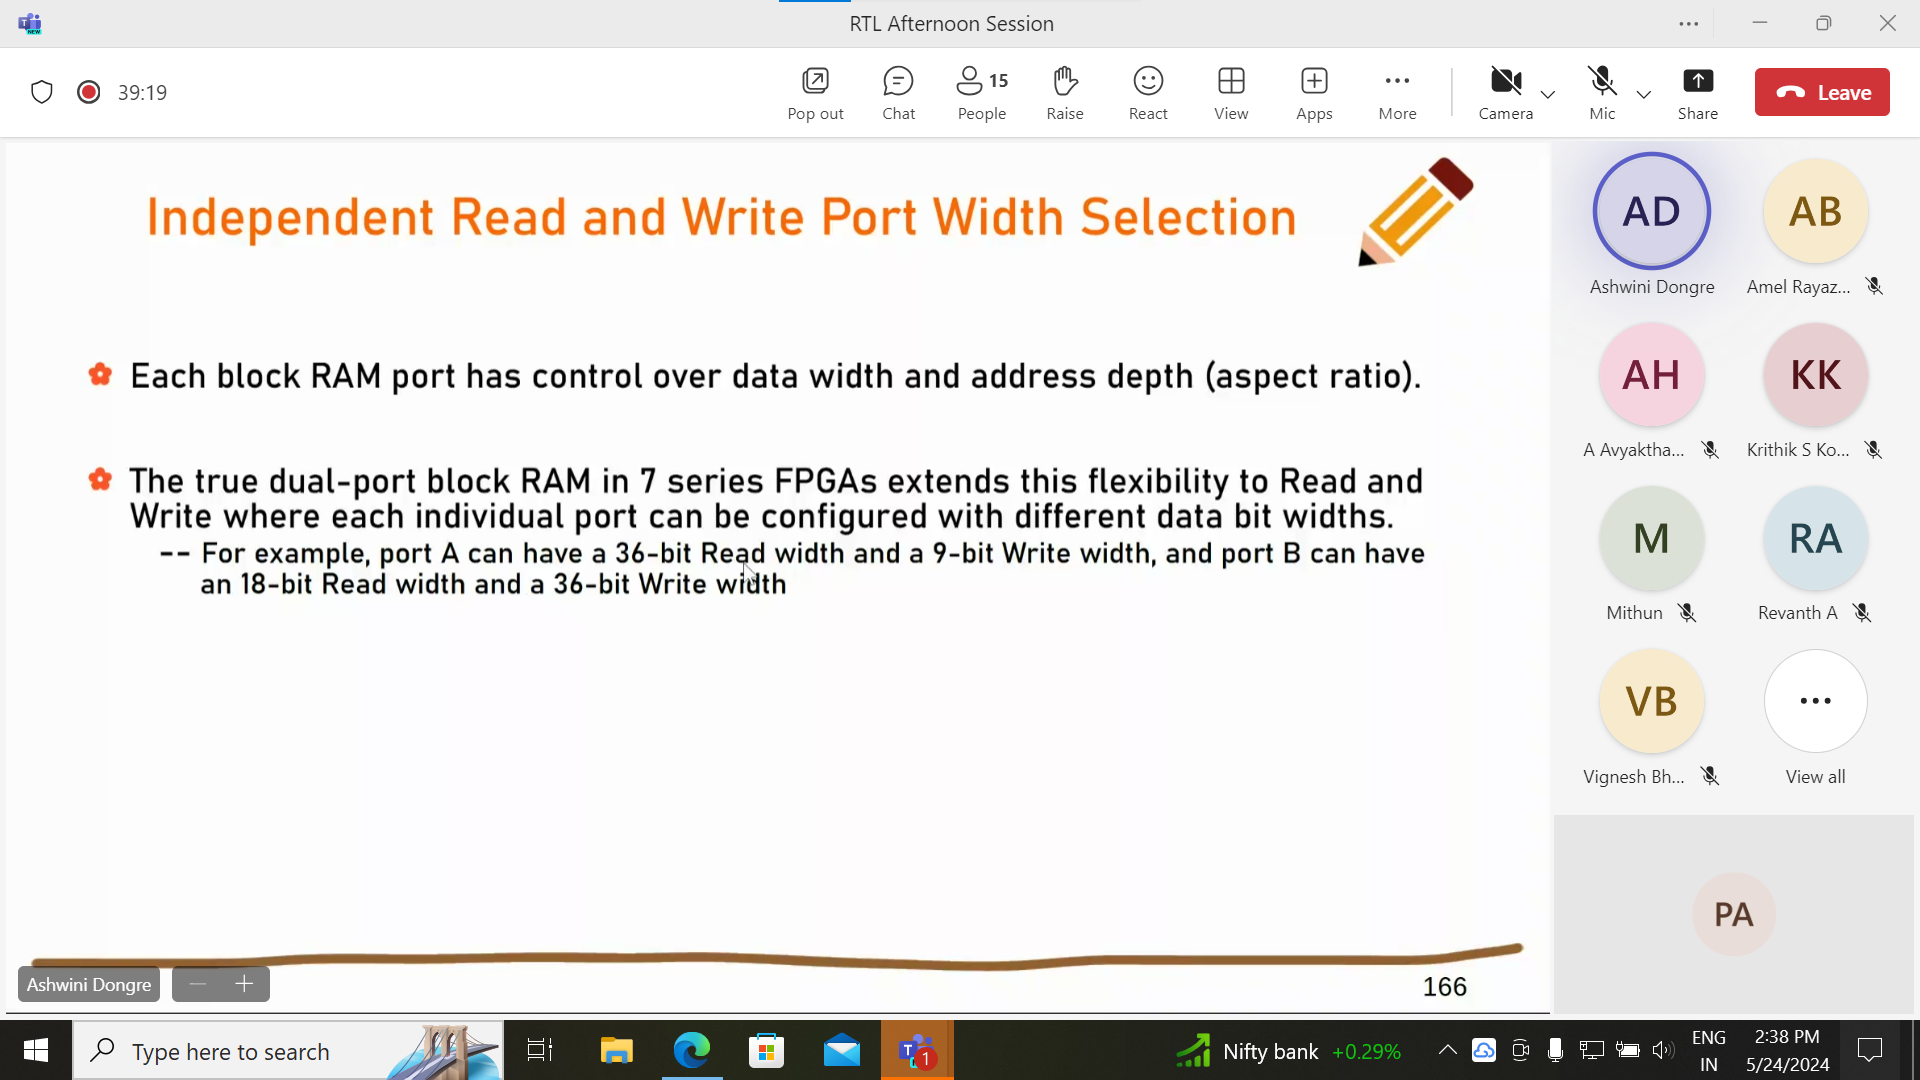 NEW
RTL Afternoon Session
39:19
Pop out
Chat
15
People
Raise
React
View
Apps
More
Camera
Mic
Share
Leave
Independent Read and Write Port Width Selection
Each block RAM port has control over data width and address depth (aspect ratio).
The true dual-port block RAM in 7 series FPGAs extends this flexibility to Read and
Write where each individual port can be configured with different data bit widths.
-- For example, port A can have a 36-bit Read width and a 9-bit Write width, and port B can have
an 18-bit Read width and a 36-bit Write width
166
Ashwini Dongre
AD
Ashwini Dongre
AB
Amel Rayaz...
AH
A Avyaktha...
KK
Krithik S Ko...
M
Mithun
RA
Revanth A
VB
Vignesh Bh...
View all
PA
Type here to search
T
1
Nifty bank +0.29%
ENG
IN
2:38 PM
5/24/2024